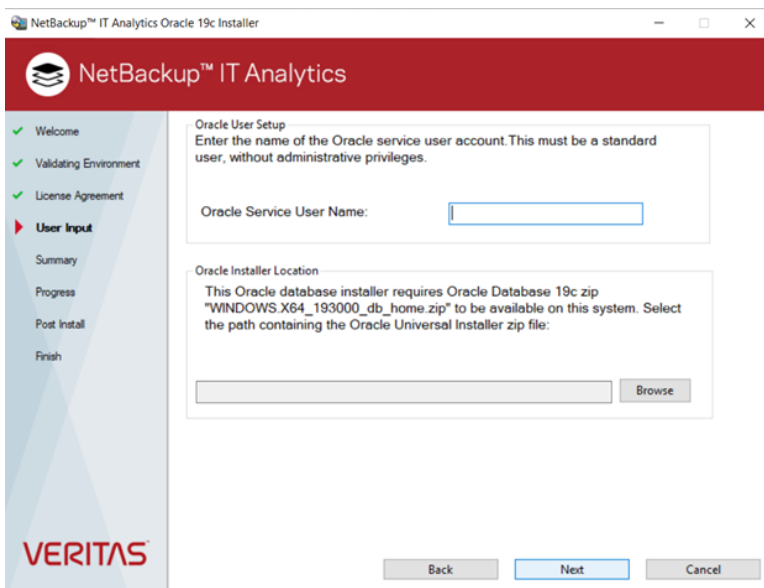 NetBackup™ IT Analytics Oracle 19c Installer
NetBackup™ IT Analytics
Welcome
Validating Environment
License Agreement
User Input
Summary
Progress
Post Install
Finish
Oracle User Setup
Enter the name of the Oracle service user account.This must be a standard
user, without administrative privileges.
Oracle Service User Name:
Oracle Installer Location
This Oracle database installer requires Oracle Database 19c zip
"WINDOWS.X64_193000_db_home.zip" to be available on this system. Select
the path containing the Oracle Universal Installer zip file:
Browse
VERITAS
Back
Next
Cancel